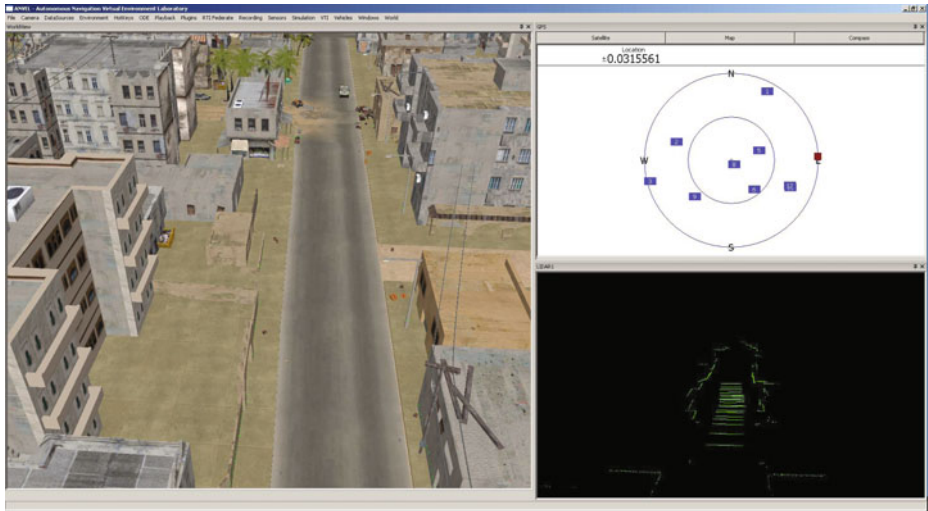 ANVEL - Autonomous Navigation Virtual Environment Laboratory
File Camera DataSources Environment HotKeys ODE Playback Plugins RTI Federate Recording Sensors Simulation VTI Vehicles Windows World
WorldView
GPS
Satellite Map Compass
Location
±0.0315561
N
1
2
5
W
8
3
6
9
S
LIDAR1